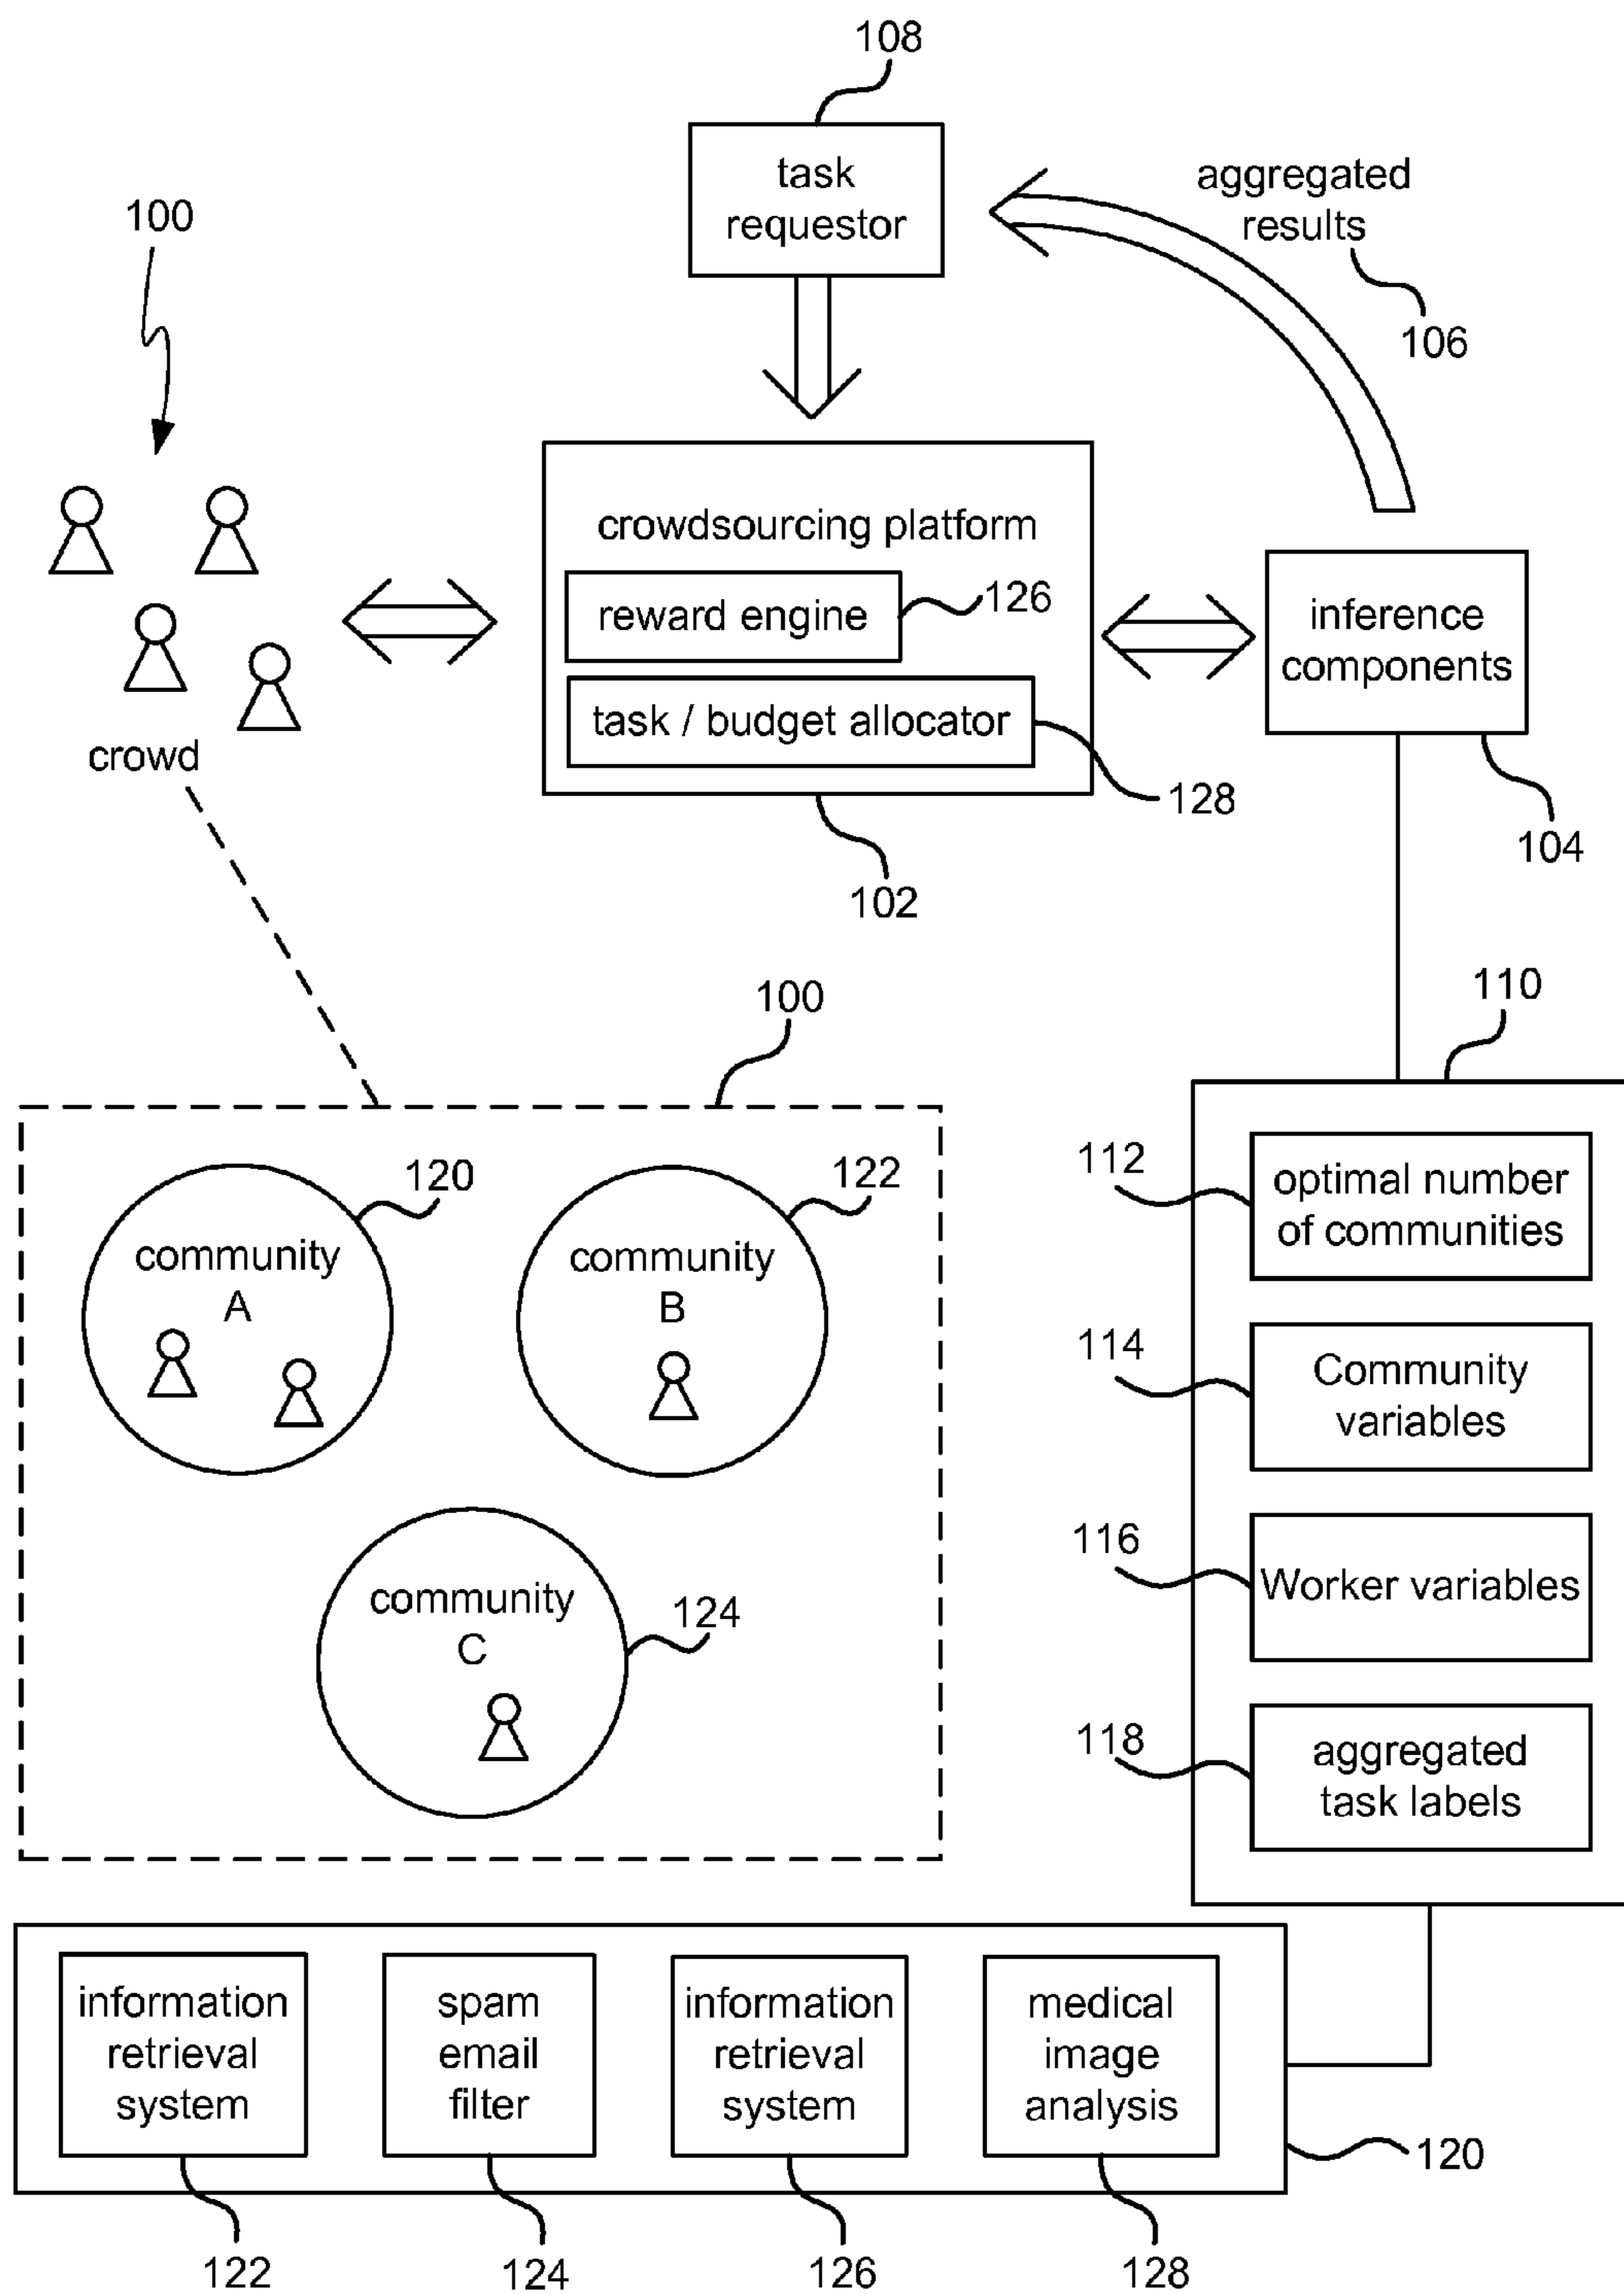 108
task
requestor
aggregated
results
106
100
crowdsourcing platform
reward engine
126
task / budget allocator
128
102
inference
components
104
crowd
100
110
120
community
A
122
community
B
community
C
124
112
optimal number
of communities
114
Community
variables
116
Worker variables
118
aggregated
task labels
information
retrieval
system
spam
email
filter
information
retrieval
system
medical
image
analysis
120
122
124
126
128